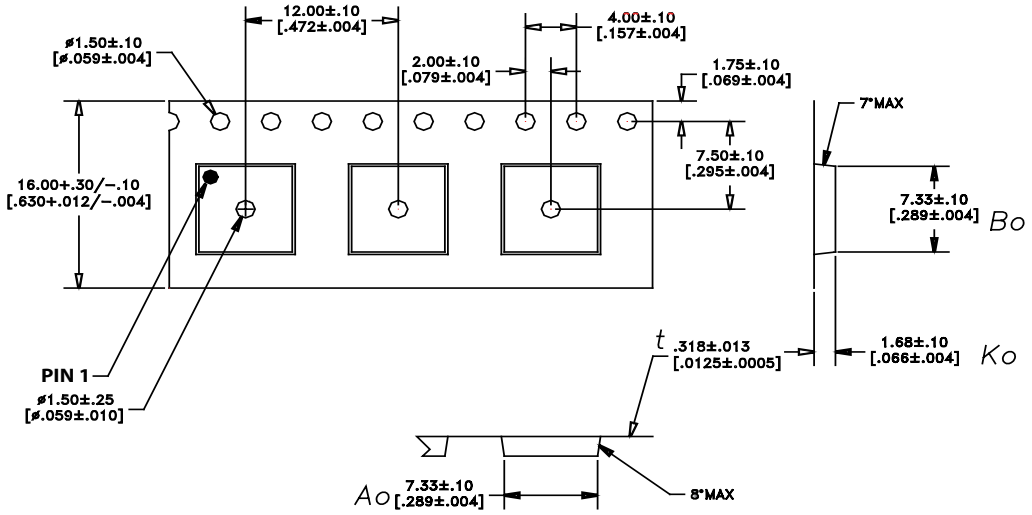 12.00±.10
[.472±.004]
4.00±.10
[.157±.004]
ø1.50±.10
[ø.059±.004]
2.00±.10
[.079±.004]
1.75±.10
[.069±.004]
7°MAX
7.50±.10
[.295±.004]
16.00+.30/-.10
[.630+.012/-.004]
7.33±.10
[.289±.004]
Bo
t
.318±.013
[.0125±.0005]
1.68±.10
[.066±.004]
Ko
PIN 1
ø1.50±.25
[ø.059±.010]
Ao
7.33±.10
[.289±.004]
8°MAX